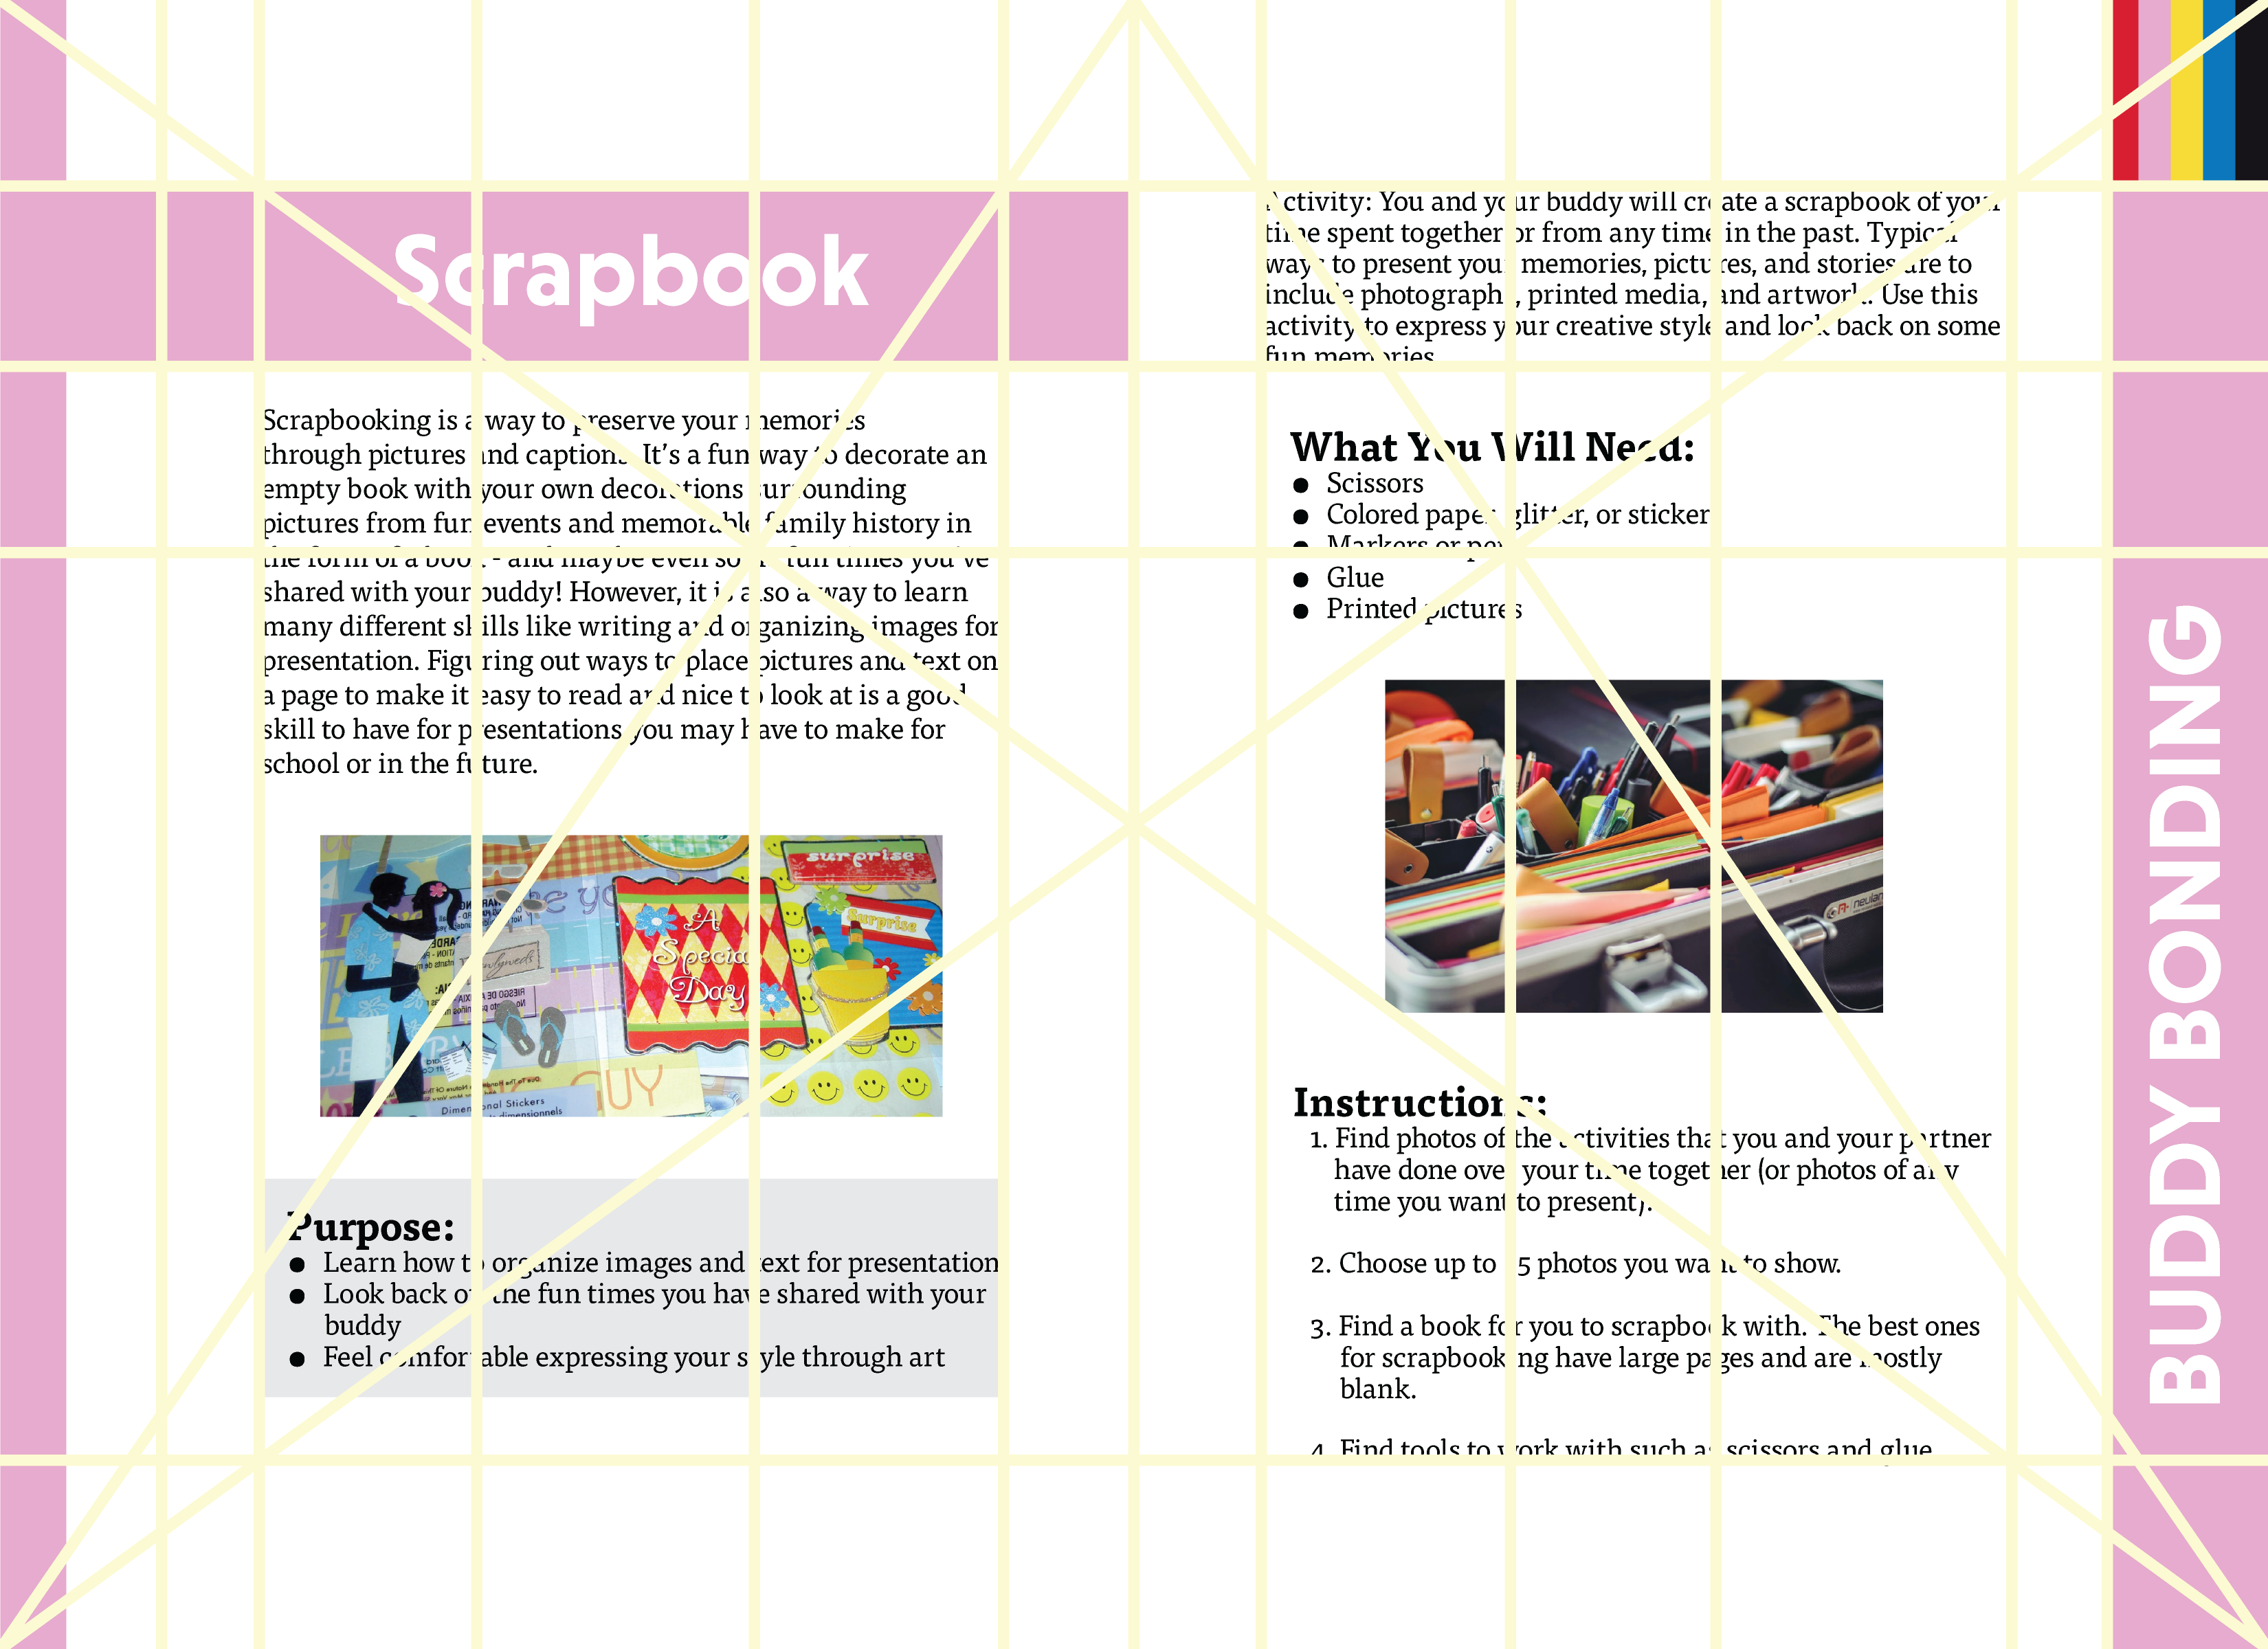 Scrapbook
Scrapbooking is a way to preserve your memories
through pictures and captions. It’s a fun way to decorate an
empty book with your own decorations surrounding
pictures from fun events and memorable family history in
the form of a book - and maybe even some fun times you’ve
shared with your buddy! However, it is also a way to learn
many different skills like writing and organizing images for
presentation. Figuring out ways to place pictures and text on
a page to make it easy to read and nice to look at is a good
skill to have for presentations you may have to make for
school or in the future.
surprise
Surprise
A
Special
Day
Newlyweds
GUY
Dimensional Stickers
dimensionnels
Purpose:
● Learn how to organize images and text for presentation
● Look back on the fun times you have shared with your
buddy
● Feel comfortable expressing your style through art
Activity: You and your buddy will create a scrapbook of your
time spent together or from any time in the past. Typical
ways to present your memories, pictures, and stories are to
include photographs, printed media, and artwork. Use this
activity to express your creative style and look back on some
fun memories
What You Will Need:
● Scissors
● Colored paper, glitter, or sticker
● Markers or pens
● Glue
● Printed pictures
Instructions:
1. Find photos of the activities that you and your partner
have done over your time together (or photos of any
time you want to present).
2. Choose up to 5 photos you want to show.
3. Find a book for you to scrapbook with. The best ones
for scrapbooking have large pages and are mostly
blank.
4. Find tools to work with such as scissors and glue
BUDDY BONDING